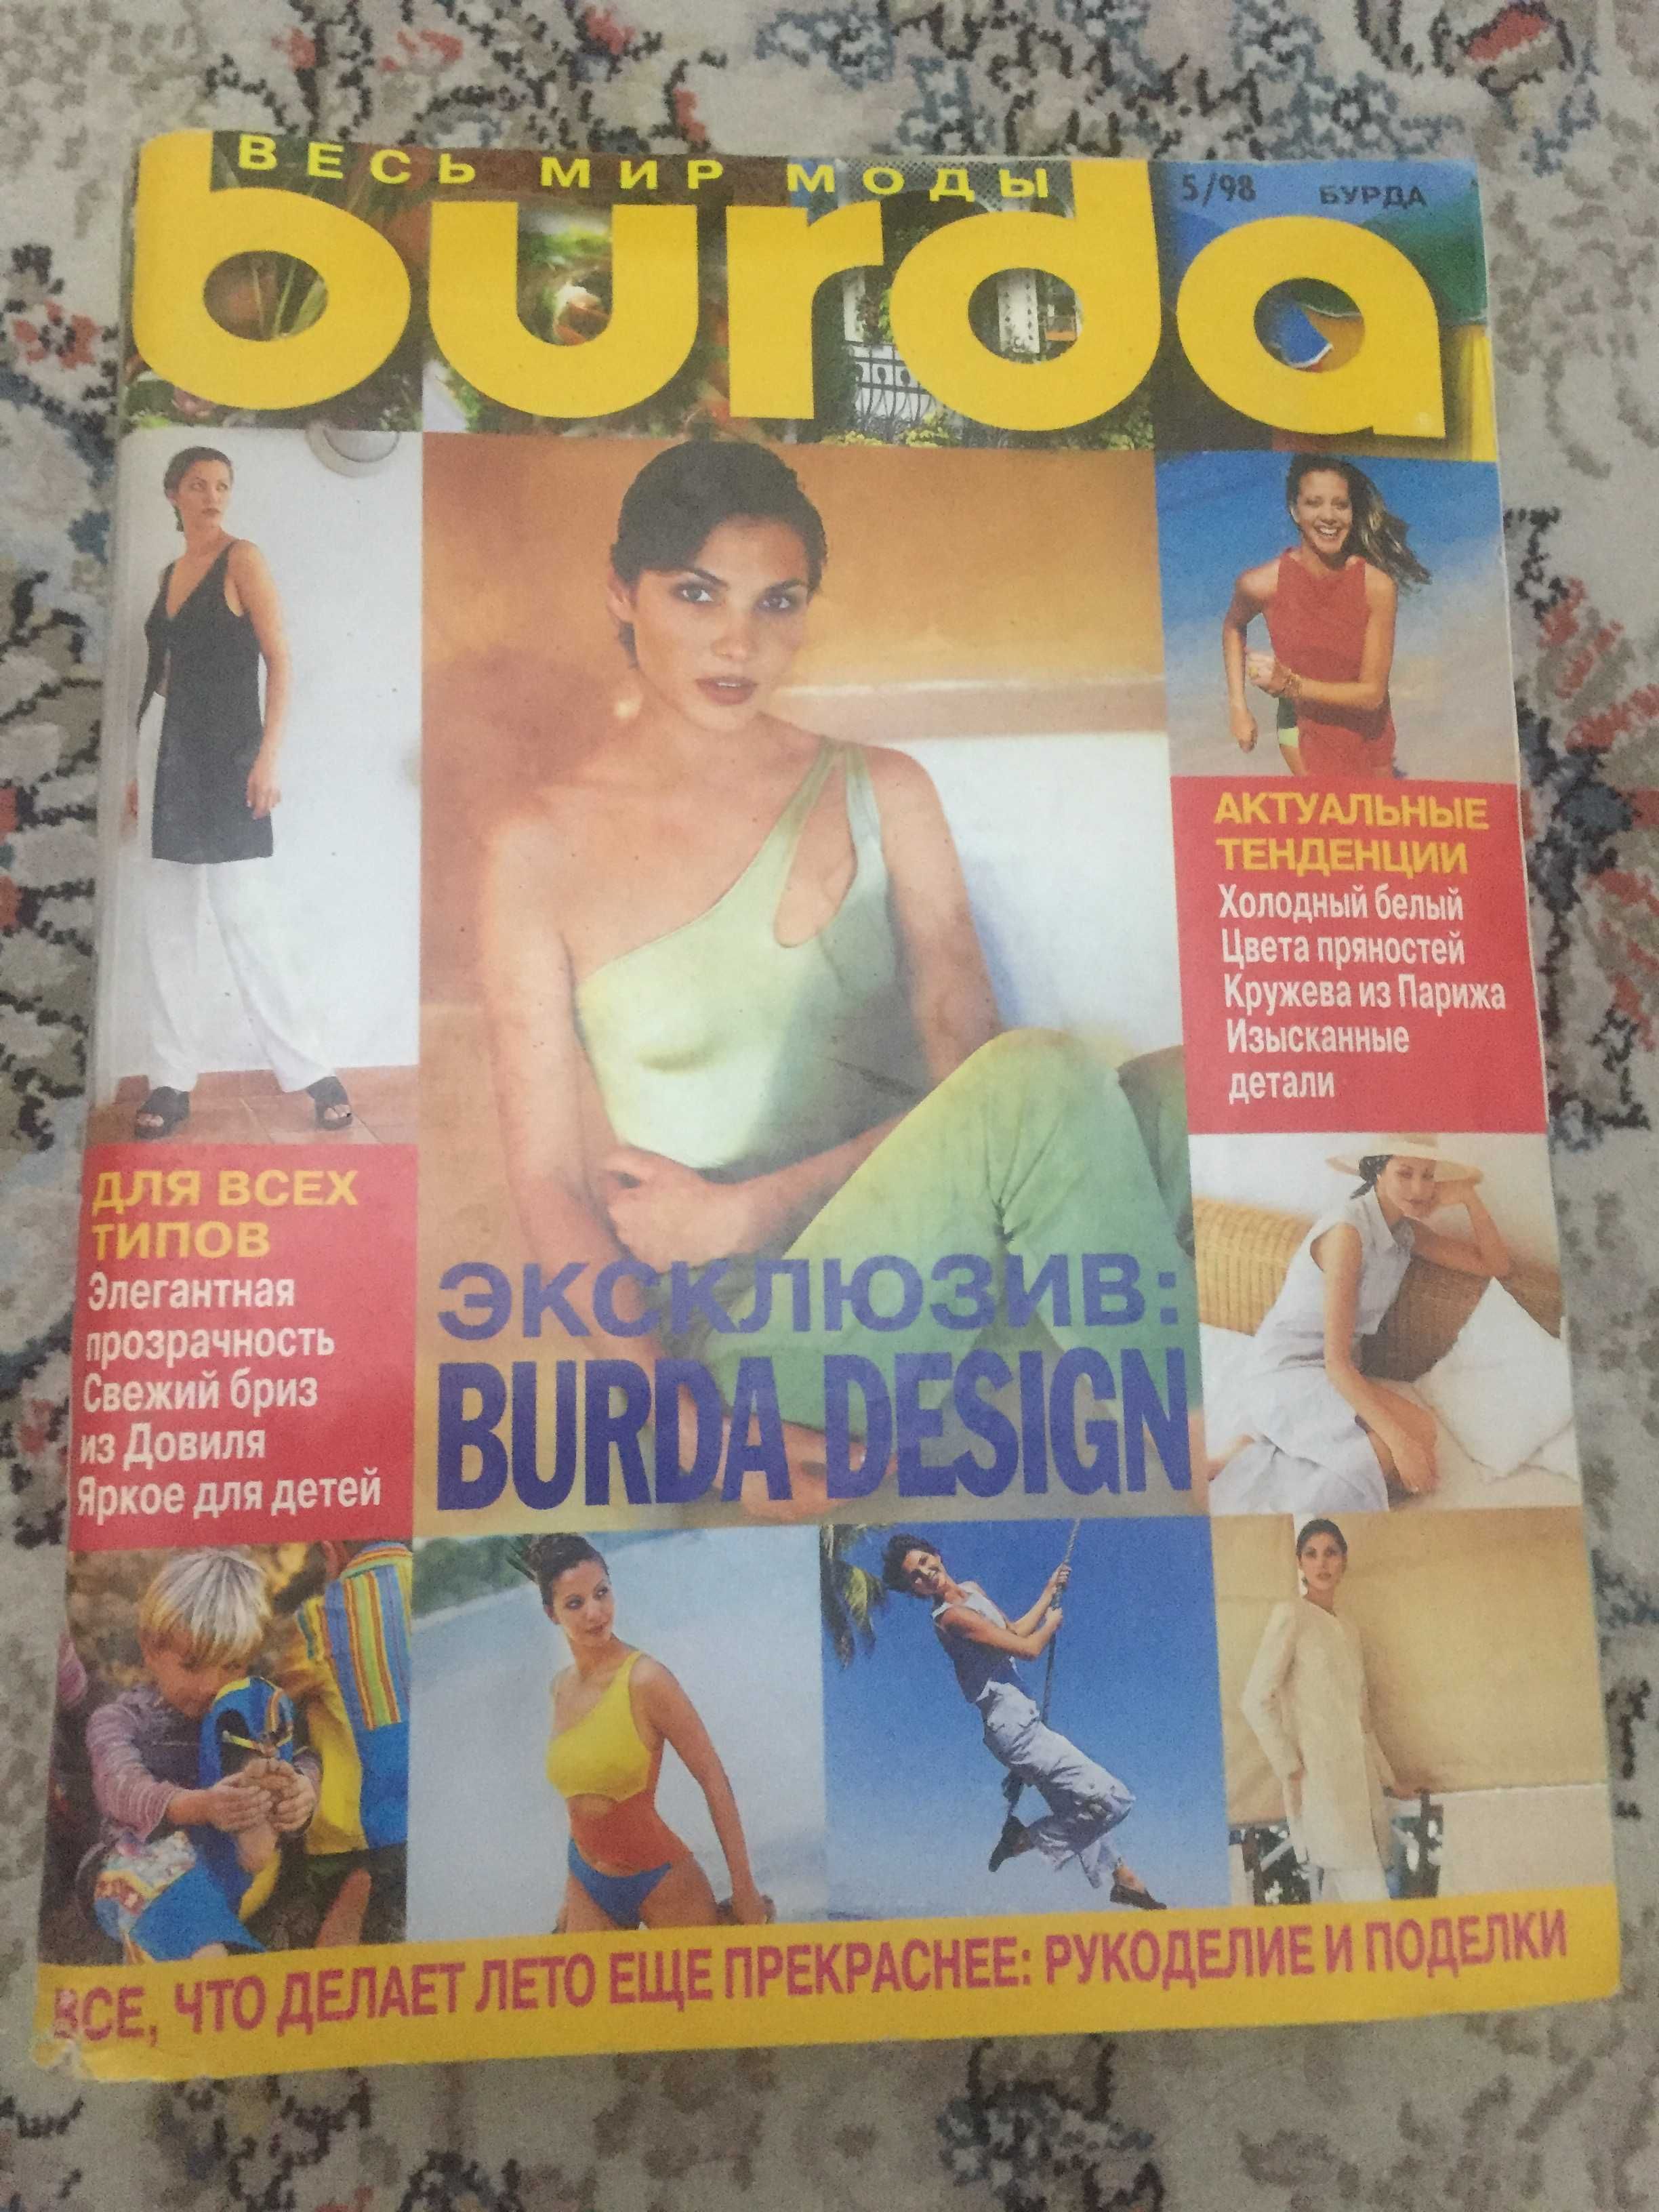 ВЕСЬ МИР МОДЫ
5/98 БУРДА
burda
АКТУАЛЬНЫЕ
ТЕНДЕНЦИИ
Холодный белый
Цвета пряностей
Кружева из Парижа
Изысканные
детали
ДЛЯ ВСЕХ
ТИПОВ
Элегантная
прозрачность
Свежий бриз
из Довиля
Яркое для детей
ЭКСКЛЮЗИВ:
BURDA DESIGN
ВСЕ, ЧТО ДЕЛАЕТ ЛЕТО ЕЩЕ ПРЕКРАСНЕЕ: РУКОДЕЛИЕ И ПОДЕЛКИ